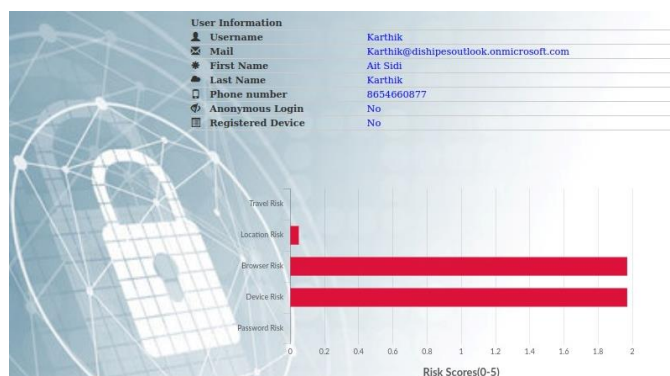 User Information
Username Karthik
Mail Karthik@dishipesoutlook.onmicrosoft.com
First Name Ait Sidi
Last Name Karthik
Phone number 8654660877
Anonymous Login No
Registered Device No
Travel Risk
Location Risk
Browser Risk
Device Risk
Password Risk
0 0.2 0.4 0.6 0.8 1 1.2 1.4 1.6 1.8 2
Risk Scores(0-5)